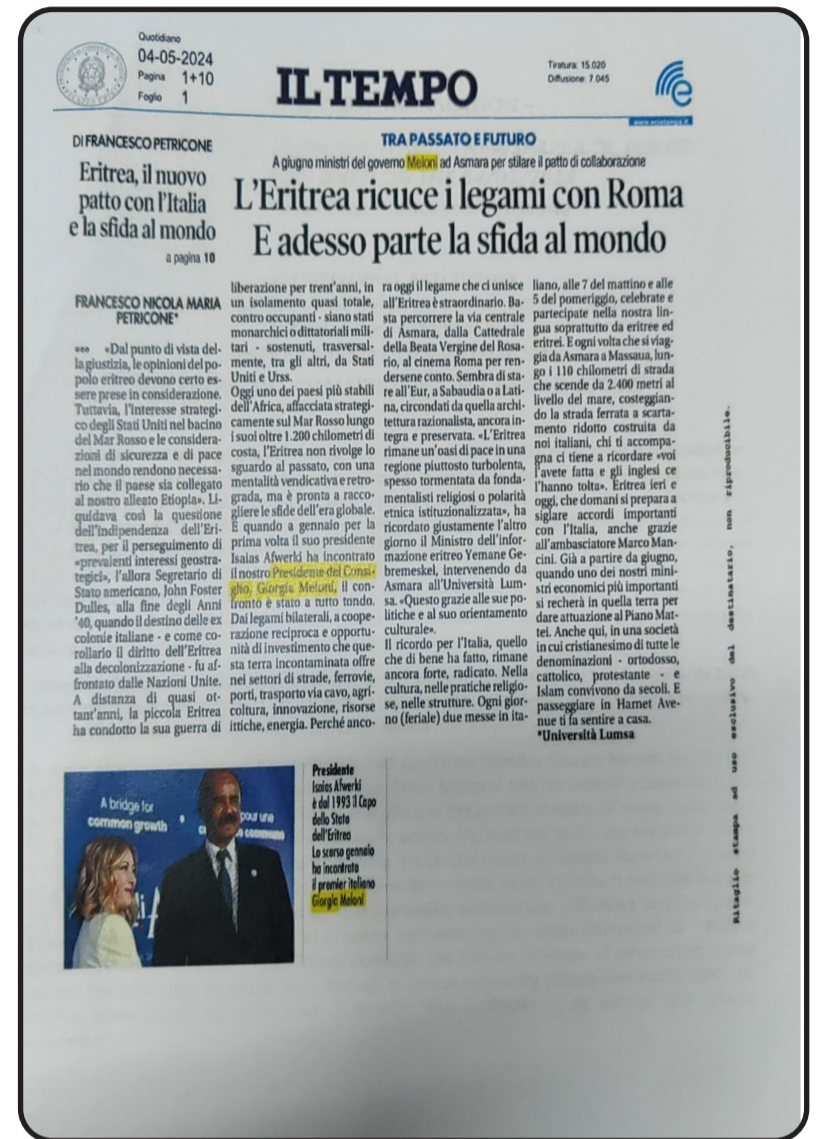 Quotidiano
04-05-2024
Pagina 1+10
Foglio 1
IL TEMPO
Tiratura: 15.020
Diffusione: 7.045
www.ecostampa.it
DI FRANCESCO PETRICONE
Eritrea, il nuovo
patto con l'Italia
e la sfida al mondo
a pagina 10
TRA PASSATO E FUTURO
A giugno ministri del governo Meloni ad Asmara per stilare il patto di collaborazione
L'Eritrea ricuce i legami con Roma
E adesso parte la sfida al mondo
FRANCESCO NICOLA MARIA
PETRICONE*
«Dal punto di vista del-
la giustizia, le opinioni del po-
polo eritreo devono certo es-
sere prese in considerazione.
Tuttavia, l'interesse strategi-
co degli Stati Uniti nel bacino
del Mar Rosso e le considera-
zioni di sicurezza e di pace
nel mondo rendono necessa-
rio che il paese sia collegato
al nostro alleato Etiopia». Li-
quidava così la questione
dell'indipendenza dell'Eri-
trea, per il perseguimento di
«prevalenti interessi geostra-
tegici», l'allora Segretario di
Stato americano, John Foster
Dulles, alla fine degli Anni
'40, quando il destino delle ex
colonie italiane - e come co-
rollario il diritto dell'Eritrea
alla decolonizzazione - fu af-
frontato dalle Nazioni Unite.
A distanza di quasi ot-
tant'anni, la piccola Eritrea
ha condotto la sua guerra di
liberazione per trent'anni, in
un isolamento quasi totale,
contro occupanti - siano stati
monarchici o dittatoriali mili-
tari - sostenuti, trasversal-
mente, tra gli altri, da Stati
Uniti e Urss.
Oggi uno dei paesi più stabili
dell'Africa, affacciata strategi-
camente sul Mar Rosso lungo
i suoi oltre 1.200 chilometri di
costa, l'Eritrea non rivolge lo
sguardo al passato, con una
mentalità vendicativa e retro-
grada, ma è pronta a racco-
gliere le sfide dell'era globale.
E quando a gennaio per la
prima volta il suo presidente
Isaias Afwerki ha incontrato
il nostro Presidente del Consi-
glio, Giorgia Meloni, il con-
fronto è stato a tutto tondo.
Dai legami bilaterali, a coope-
razione reciproca e opportu-
nità di investimento che que-
sta terra incontaminata offre
nei settori di strade, ferrovie,
porti, trasporto via cavo, agri-
coltura, innovazione, risorse
ittiche, energia. Perché anco-
ra oggi il legame che ci unisce
all'Eritrea è straordinario. Ba-
sta percorrere la via centrale
di Asmara, dalla Cattedrale
della Beata Vergine del Rosa-
rio, al cinema Roma per ren-
dersene conto. Sembra di sta-
re all'Eur, a Sabaudia o a Lati-
na, circondati da quella archi-
tettura razionalista, ancora in-
tegra e preservata. «L'Eritrea
rimane un'oasi di pace in una
regione piuttosto turbolenta,
spesso tormentata da fonda-
mentalisti religiosi o polarità
etnica istituzionalizzata», ha
ricordato giustamente l'altro
giorno il Ministro dell'infor-
mazione eritreo Yemane Ge-
bremeskel, intervenendo da
Asmara all'Università Lum-
sa. «Questo grazie alle sue po-
litiche e al suo orientamento
culturale».
Il ricordo per l'Italia, quello
che di bene ha fatto, rimane
ancora forte, radicato. Nella
cultura, nelle pratiche religio-
se, nelle strutture. Ogni gior-
no (feriale) due messe in ita-
liano, alle 7 del mattino e alle
5 del pomeriggio, celebrate e
partecipate nella nostra lin-
gua soprattutto da eritree ed
eritrei. E ogni volta che si viag-
gia da Asmara a Massaua, lun-
go i 110 chilometri di strada
che scende da 2.400 metri al
livello del mare, costeggian-
do la strada ferrata a scarta-
mento ridotto costruita da
noi italiani, chi ti accompa-
gna ci tiene a ricordare «voi
l'avete fatta e gli inglesi ce
l'hanno tolta». Eritrea ieri e
oggi, che domani si prepara a
siglare accordi importanti
con l'Italia, anche grazie
all'ambasciatore Marco Man-
cini. Già a partire da giugno,
quando uno dei nostri mini-
stri economici più importanti
si recherà in quella terra per
dare attuazione al Piano Mat-
tei. Anche qui, in una società
in cui cristianesimo di tutte le
denominazioni - ortodosso,
cattolico, protestante - e
Islam convivono da secoli. E
passeggiare in Harnet Ave-
nue ti fa sentire a casa.
*Università Lumsa
A bridge for
common growth
pour une
commune
Presidente
Isaias Afwerki
è dal 1993 il Capo
dello Stato
dell'Eritrea
Lo scorso gennaio
ha incontrato
il premier italiano
Giorgia Meloni
Ritaglio stampa ad uso esclusivo del destinatario, non riproducibile.